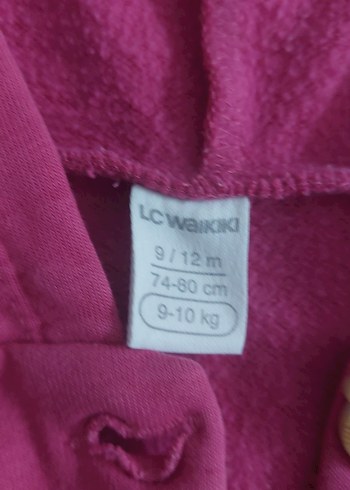 LC WAIKIKI
9 / 12 m
74-80 cm
9-10 kg